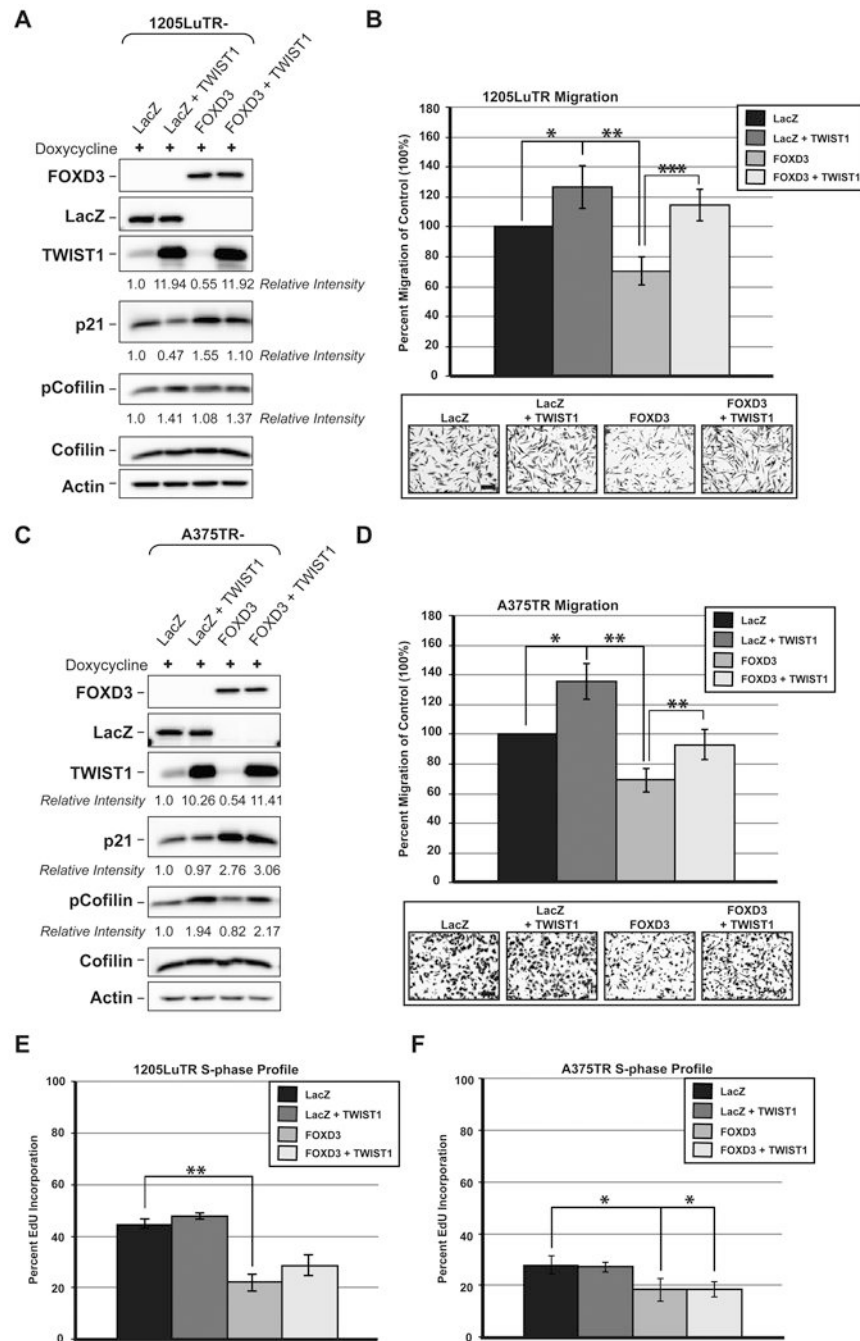 A
1205LuTR-
LacZ
LacZ + TWIST1
FOXD3
FOXD3 + TWIST1
Doxycycline + + + +
FOXD3
LacZ
TWIST1
1.0 11.94 0.55 11.92 Relative Intensity
p21
1.0 0.47 1.55 1.10 Relative Intensity
pCofilin
1.0 1.41 1.08 1.37 Relative Intensity
Cofilin
Actin
B
1205LuTR Migration
Percent Migration of Control (100%)
180
160
140
120
100
80
60
40
20
0
* ** ***
LacZ
LacZ + TWIST1
FOXD3
FOXD3 + TWIST1
LacZ
LacZ
+ TWIST1
FOXD3
FOXD3
+ TWIST1
C
A375TR-
LacZ
LacZ + TWIST1
FOXD3
FOXD3 + TWIST1
Doxycycline + + + +
FOXD3
LacZ
TWIST1
Relative Intensity 1.0 10.26 0.54 11.41
p21
Relative Intensity 1.0 0.97 2.76 3.06
pCofilin
Relative Intensity 1.0 1.94 0.82 2.17
Cofilin
Actin
D
A375TR Migration
Percent Migration of Control (100%)
180
160
140
120
100
80
60
40
20
0
* ** **
LacZ
LacZ + TWIST1
FOXD3
FOXD3 + TWIST1
LacZ
LacZ
+ TWIST1
FOXD3
FOXD3
+ TWIST1
E
1205LuTR S-phase Profile
Percent EdU Incorporation
100
80
60
40
20
0
**
LacZ
LacZ + TWIST1
FOXD3
FOXD3 + TWIST1
F
A375TR S-phase Profile
Percent EdU Incorporation
100
80
60
40
20
0
* *
LacZ
LacZ + TWIST1
FOXD3
FOXD3 + TWIST1